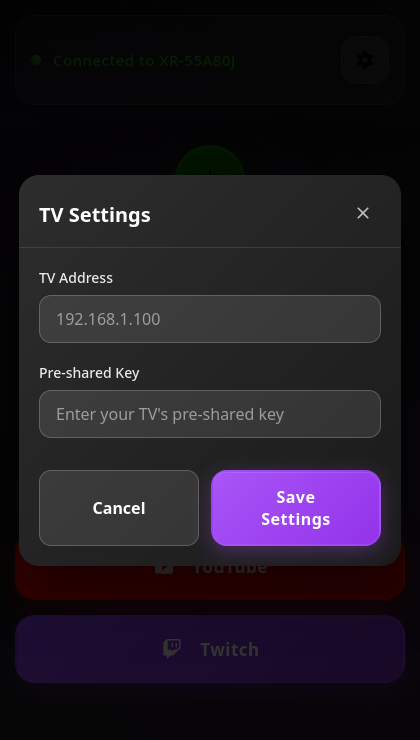 Connected to XR-55A80J
TV Settings
TV Address
192.168.1.100
Pre-shared Key
Enter your TV's pre-shared key
Cancel
Save
Settings
YouTube
Twitch